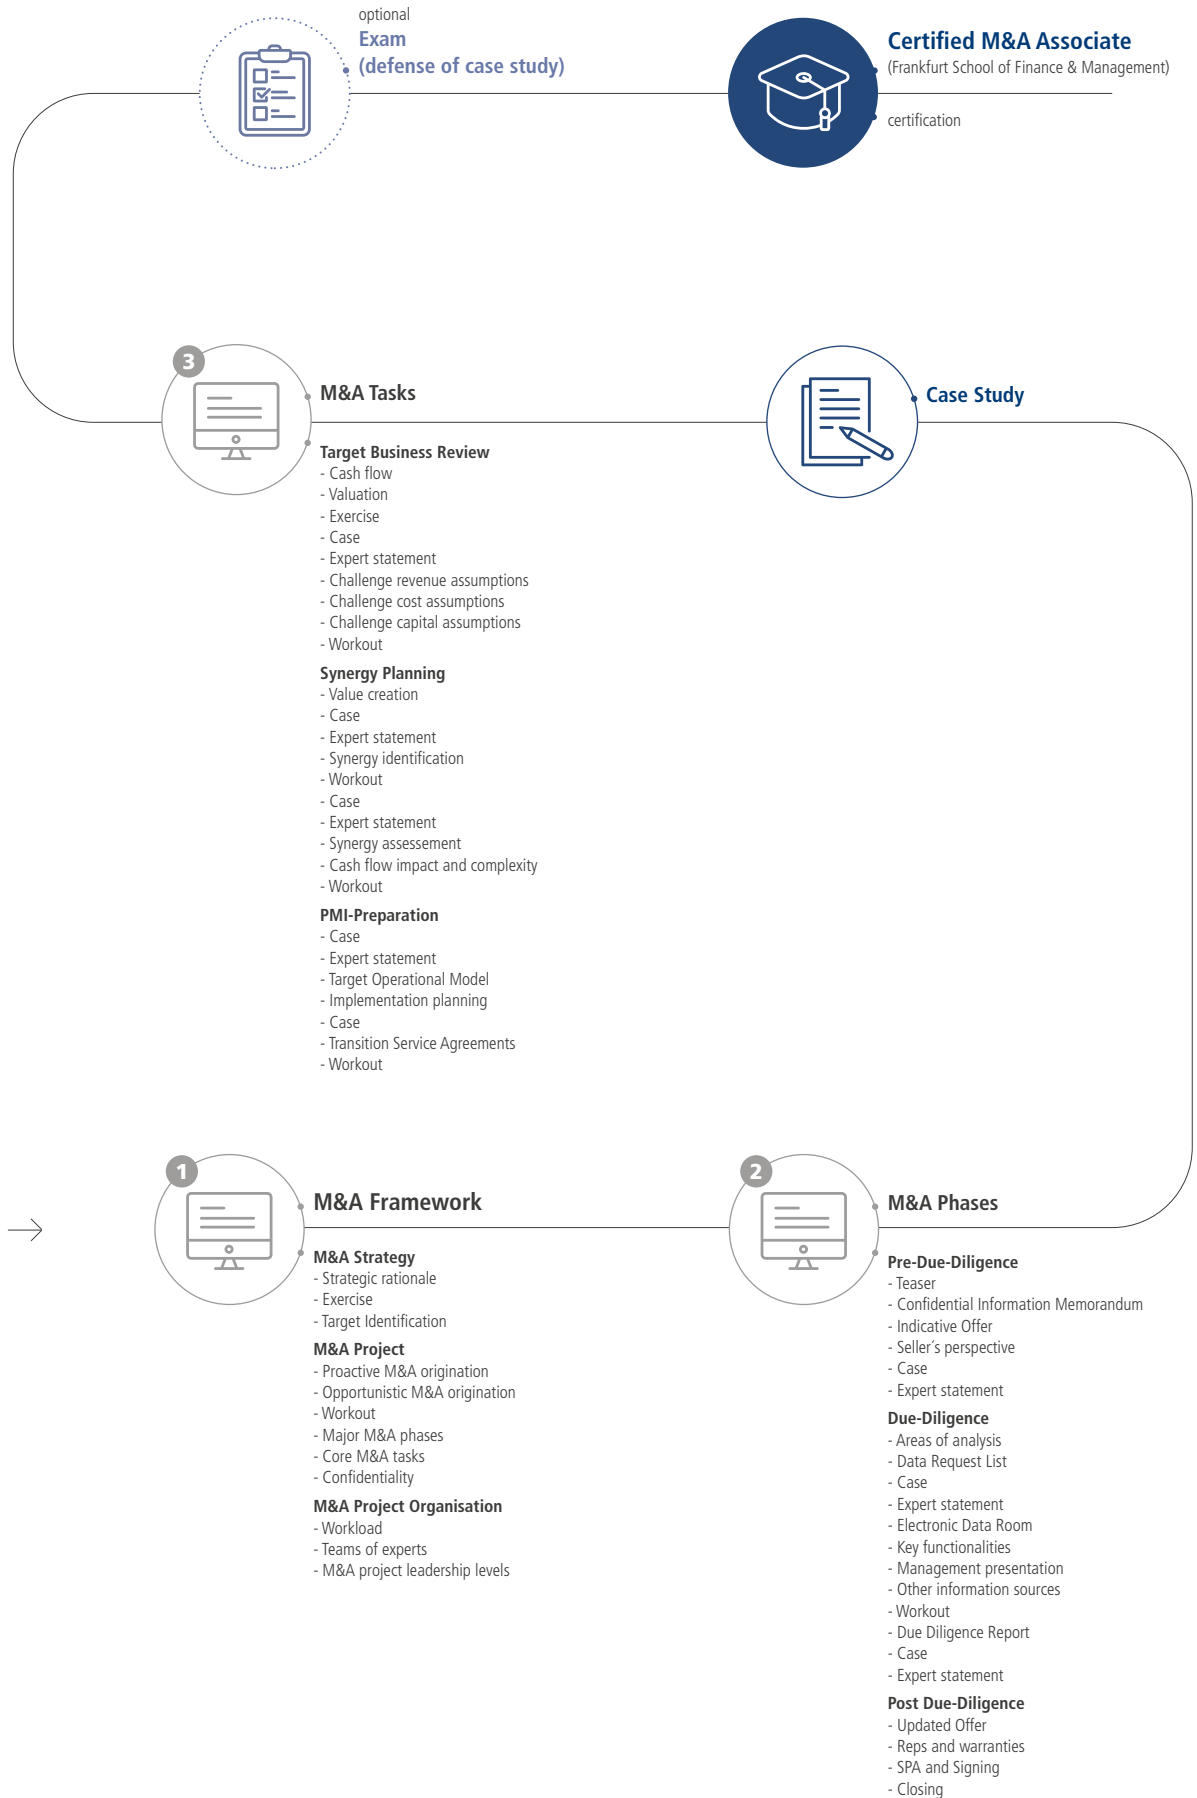 optional
Exam
(defense of case study)
Certified M&A Associate
(Frankfurt School of Finance & Management)
certification
3
M&A Tasks
Target Business Review
- Cash flow
- Valuation
- Exercise
- Case
- Expert statement
- Challenge revenue assumptions
- Challenge cost assumptions
- Challenge capital assumptions
- Workout
Synergy Planning
- Value creation
- Case
- Expert statement
- Synergy identification
- Workout
- Case
- Expert statement
- Synergy assessement
- Cash flow impact and complexity
- Workout
PMI-Preparation
- Case
- Expert statement
- Target Operational Model
- Implementation planning
- Case
- Transition Service Agreements
- Workout
Case Study
1
M&A Framework
M&A Strategy
- Strategic rationale
- Exercise
- Target Identification
M&A Project
- Proactive M&A origination
- Opportunistic M&A origination
- Workout
- Major M&A phases
- Core M&A tasks
- Confidentiality
M&A Project Organisation
- Workload
- Teams of experts
- M&A project leadership levels
2
M&A Phases
Pre-Due-Diligence
- Teaser
- Confidential Information Memorandum
- Indicative Offer
- Seller´s perspective
- Case
- Expert statement
Due-Diligence
- Areas of analysis
- Data Request List
- Case
- Expert statement
- Electronic Data Room
- Key functionalities
- Management presentation
- Other information sources
- Workout
- Due Diligence Report
- Case
- Expert statement
Post Due-Diligence
- Updated Offer
- Reps and warranties
- SPA and Signing
- Closing